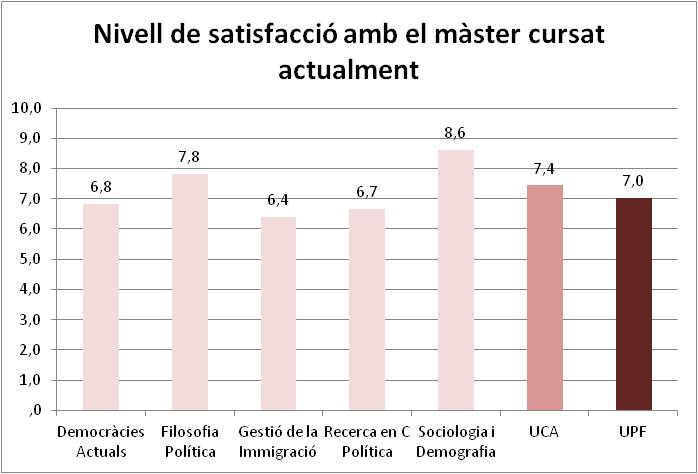 Nivell de satisfacció amb el màster cursat
actualment
10,0
9,0
8,0
7,0
6,0
5,0
4,0
3,0
2,0
1,0
,0
6,8
7,8
6,4
6,7
8,6
7,4
7,0
Democràcies
Actuals
Filosofia
Política
Gestió de la
Immigració
Recerca en C
Política
Sociologia i
Demografia
UCA
UPF